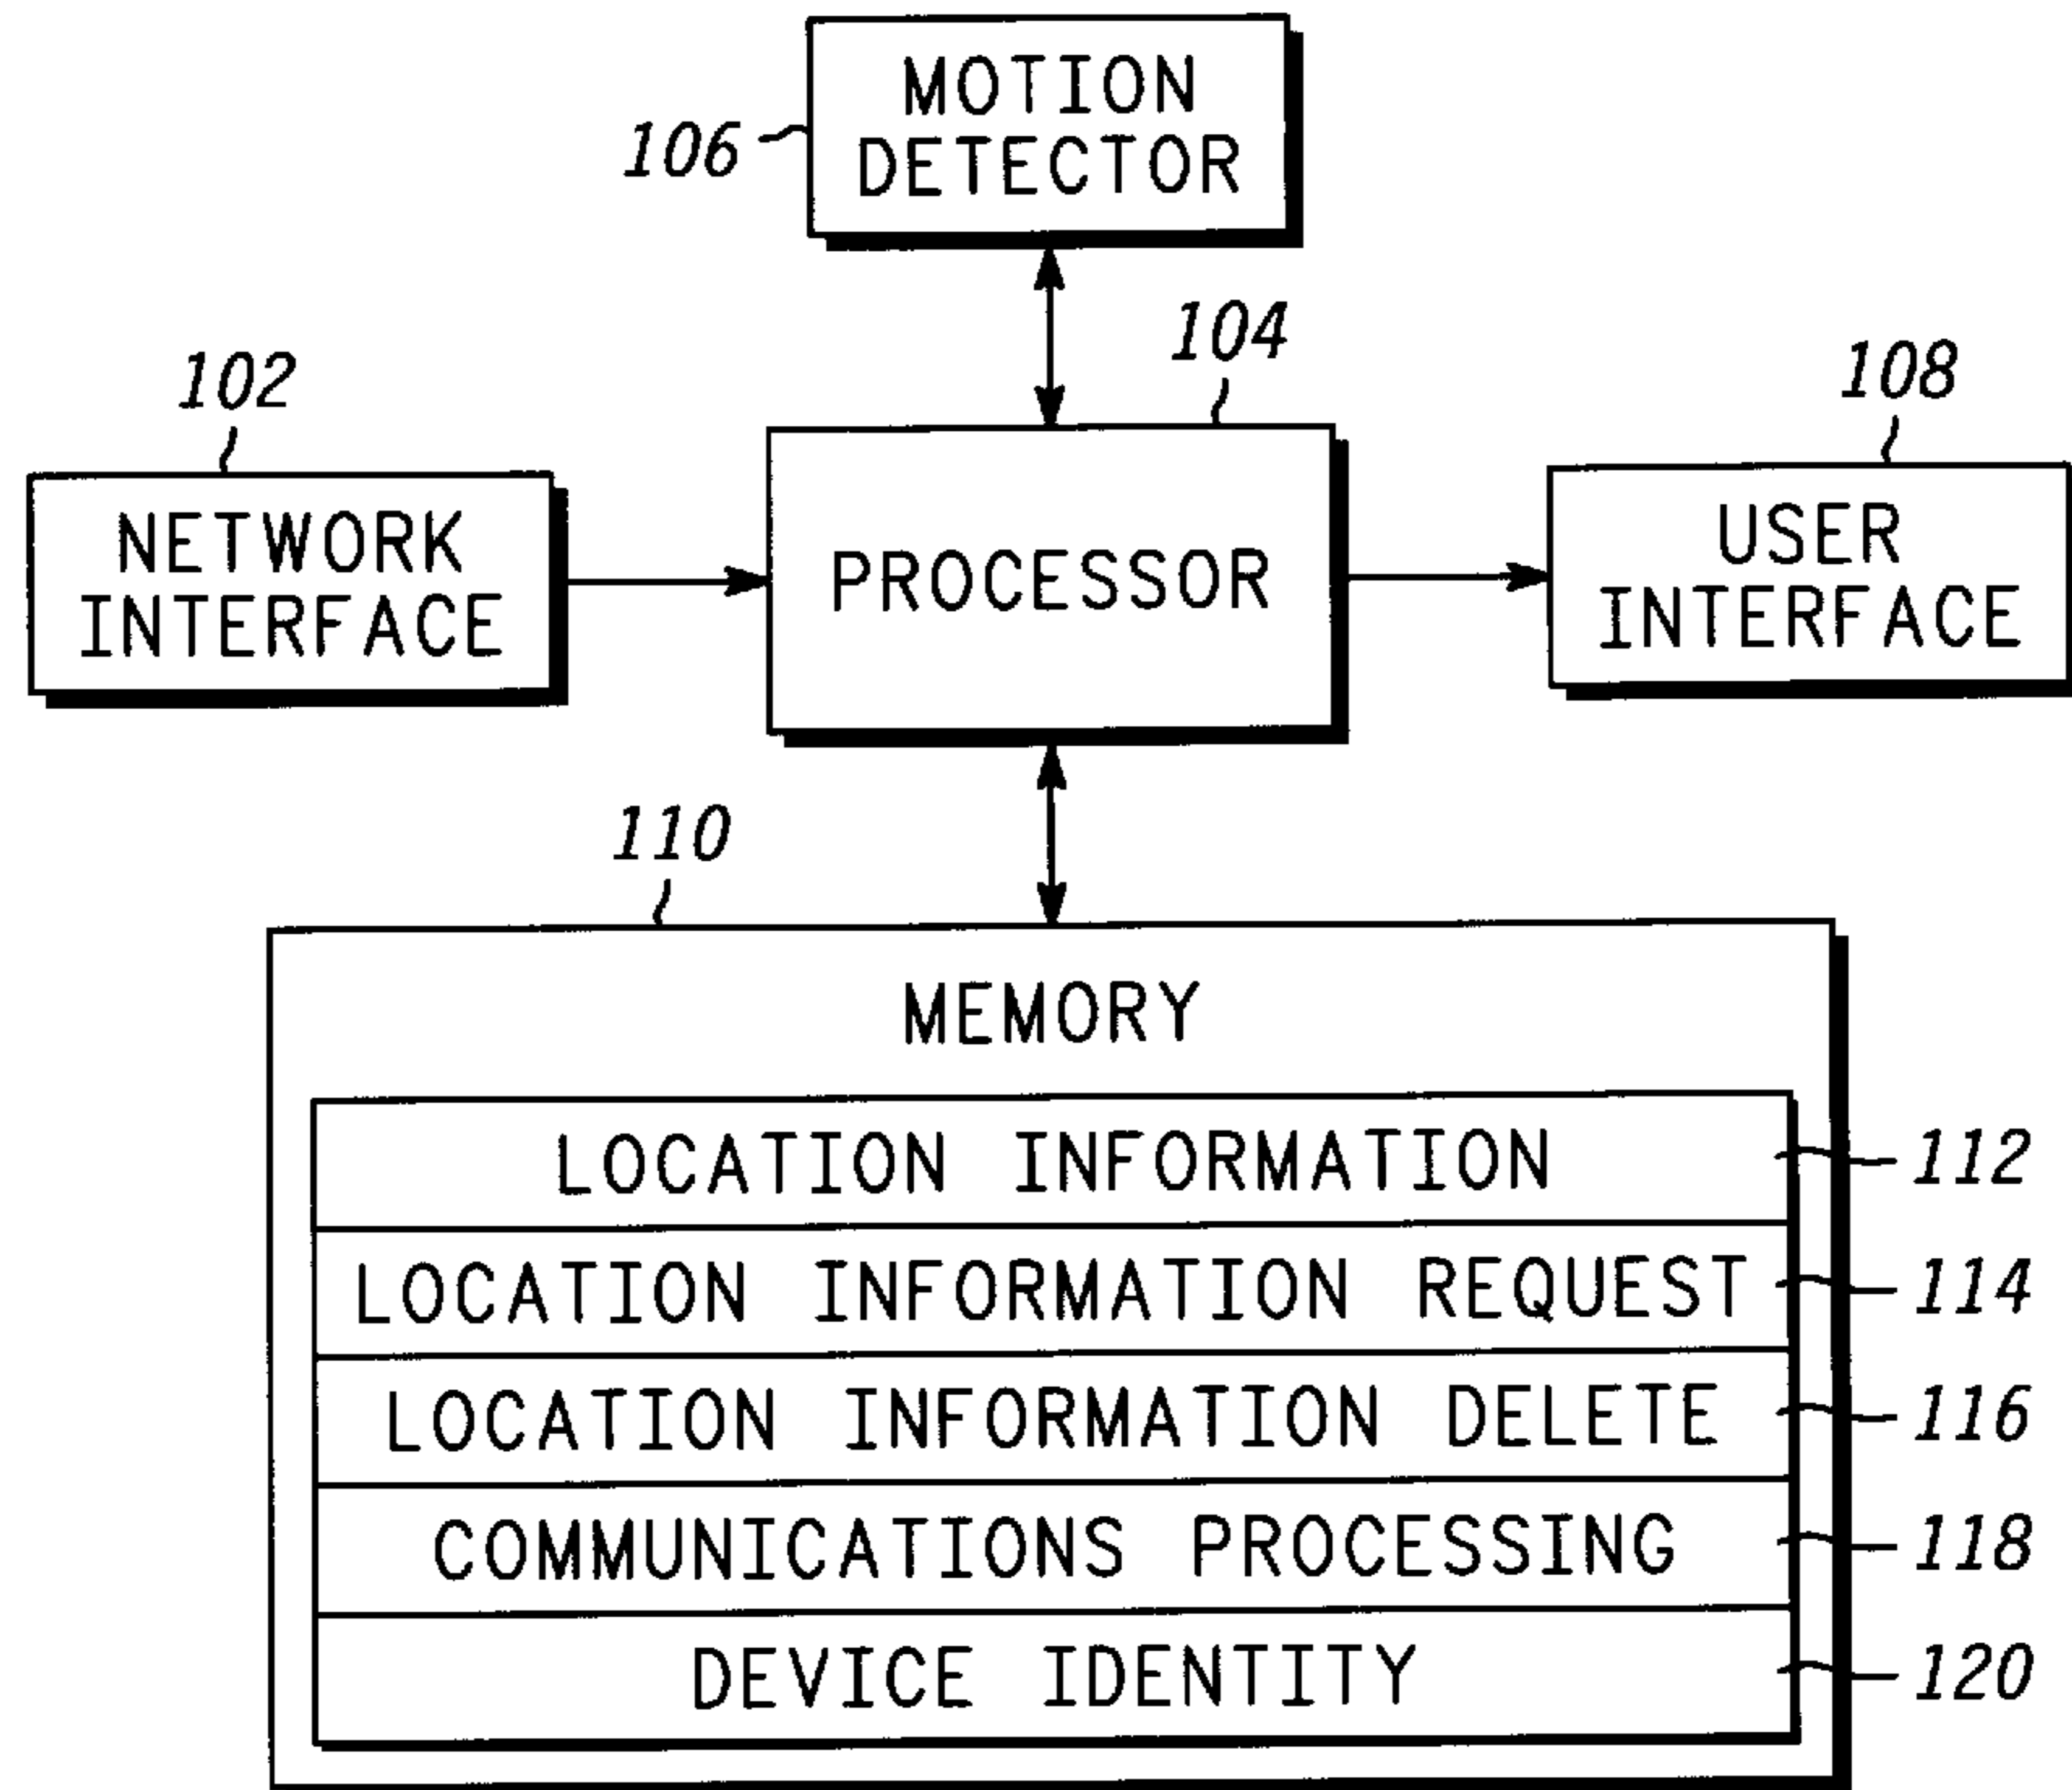 MOTION
DETECTOR
106
104
102
108
NETWORK
INTERFACE
PROCESSOR
USER
INTERFACE
110
MEMORY
LOCATION INFORMATION
112
LOCATION INFORMATION REQUEST
114
LOCATION INFORMATION DELETE
116
COMMUNICATIONS PROCESSING
118
DEVICE IDENTITY
120